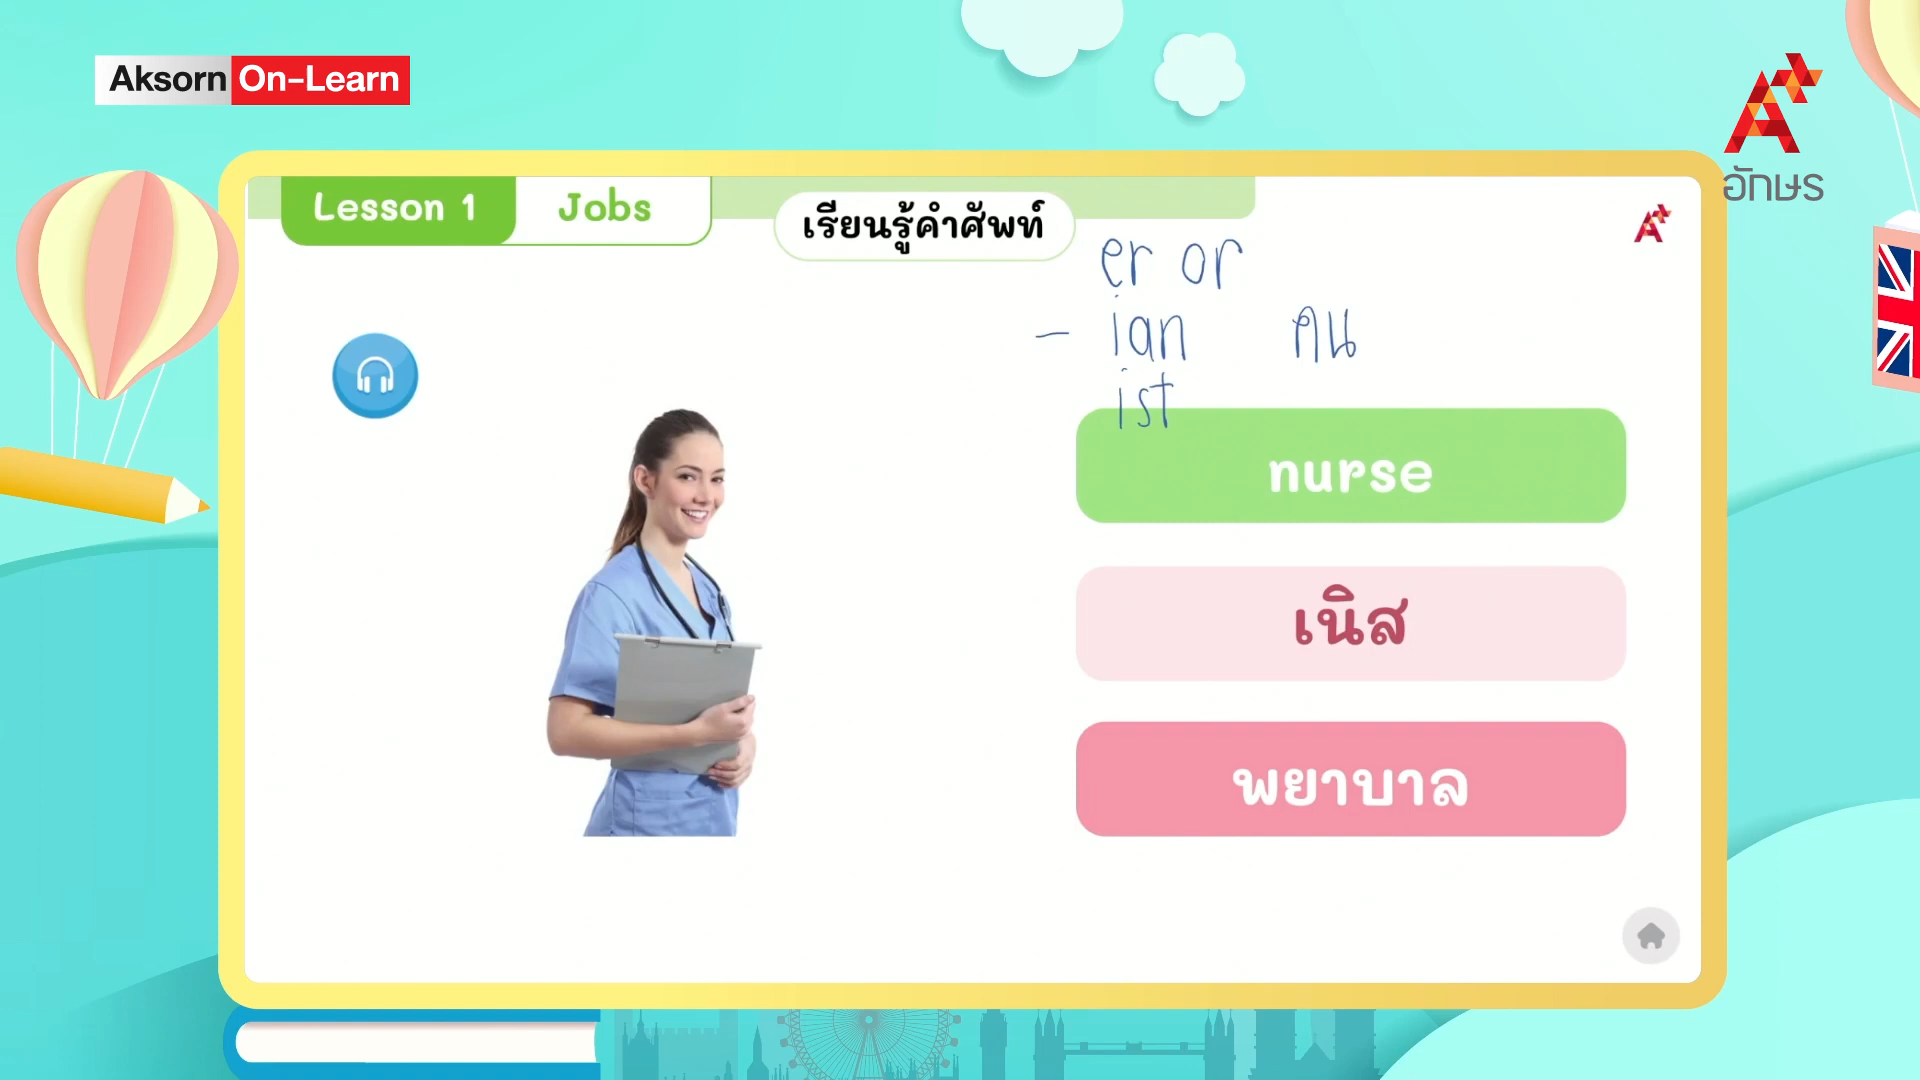 Aksorn On-Learn
อักษร
Lesson 1 Jobs
เรียนรู้คำศัพท์
er or
- ian คน
ist
nurse
เนิส
พยาบาล